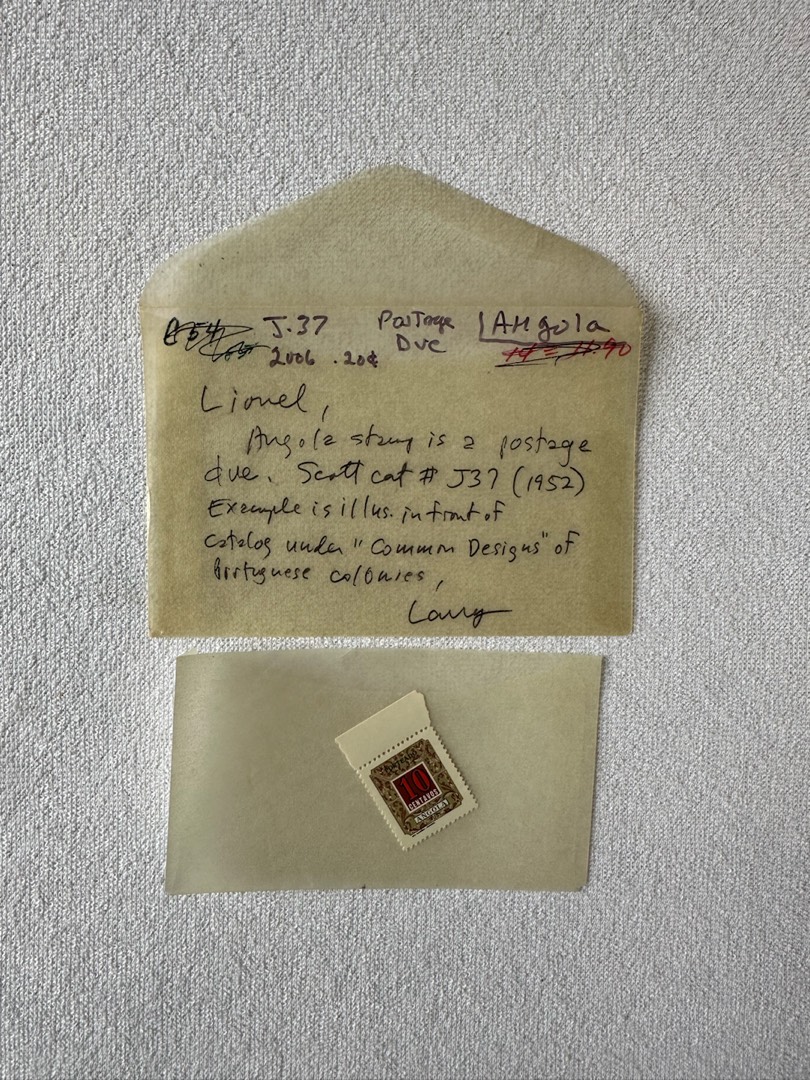 J.37 Postage Due Angola
2006 .20¢
Lionel,
Angola stamp is a postage
due. Scott cat # J37 (1952)
Example is illus. in front of
catalog under "Common Designs" of
Portuguese colonies,
Larry
10
CENTAVOS
ANGOLA